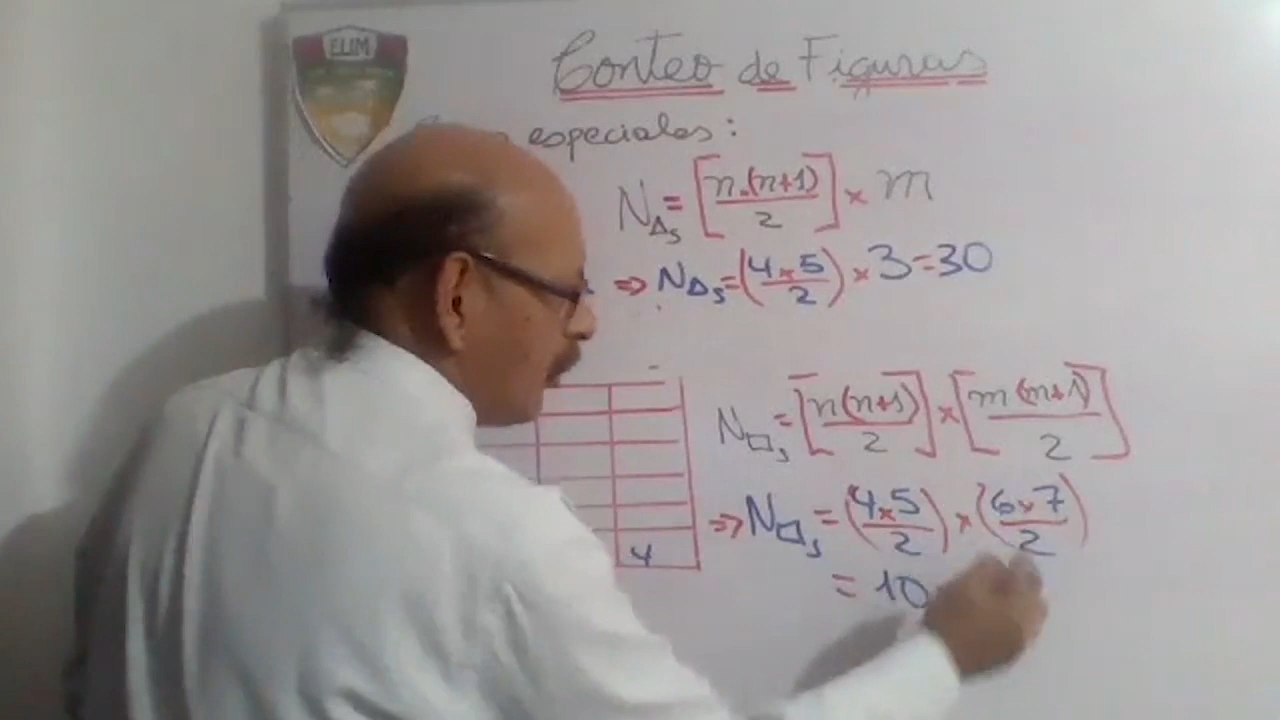 ELIM
Conteo de Figuras
especiales:
N△s = [n.(n+1)/2] × m
⇒ N△s = (4×5/2) × 3 = 30
N▱s = [n(n+1)/2] × [m(m+1)/2]
⇒ N▱s = (4×5/2) × (6×7/2)
4
= 10